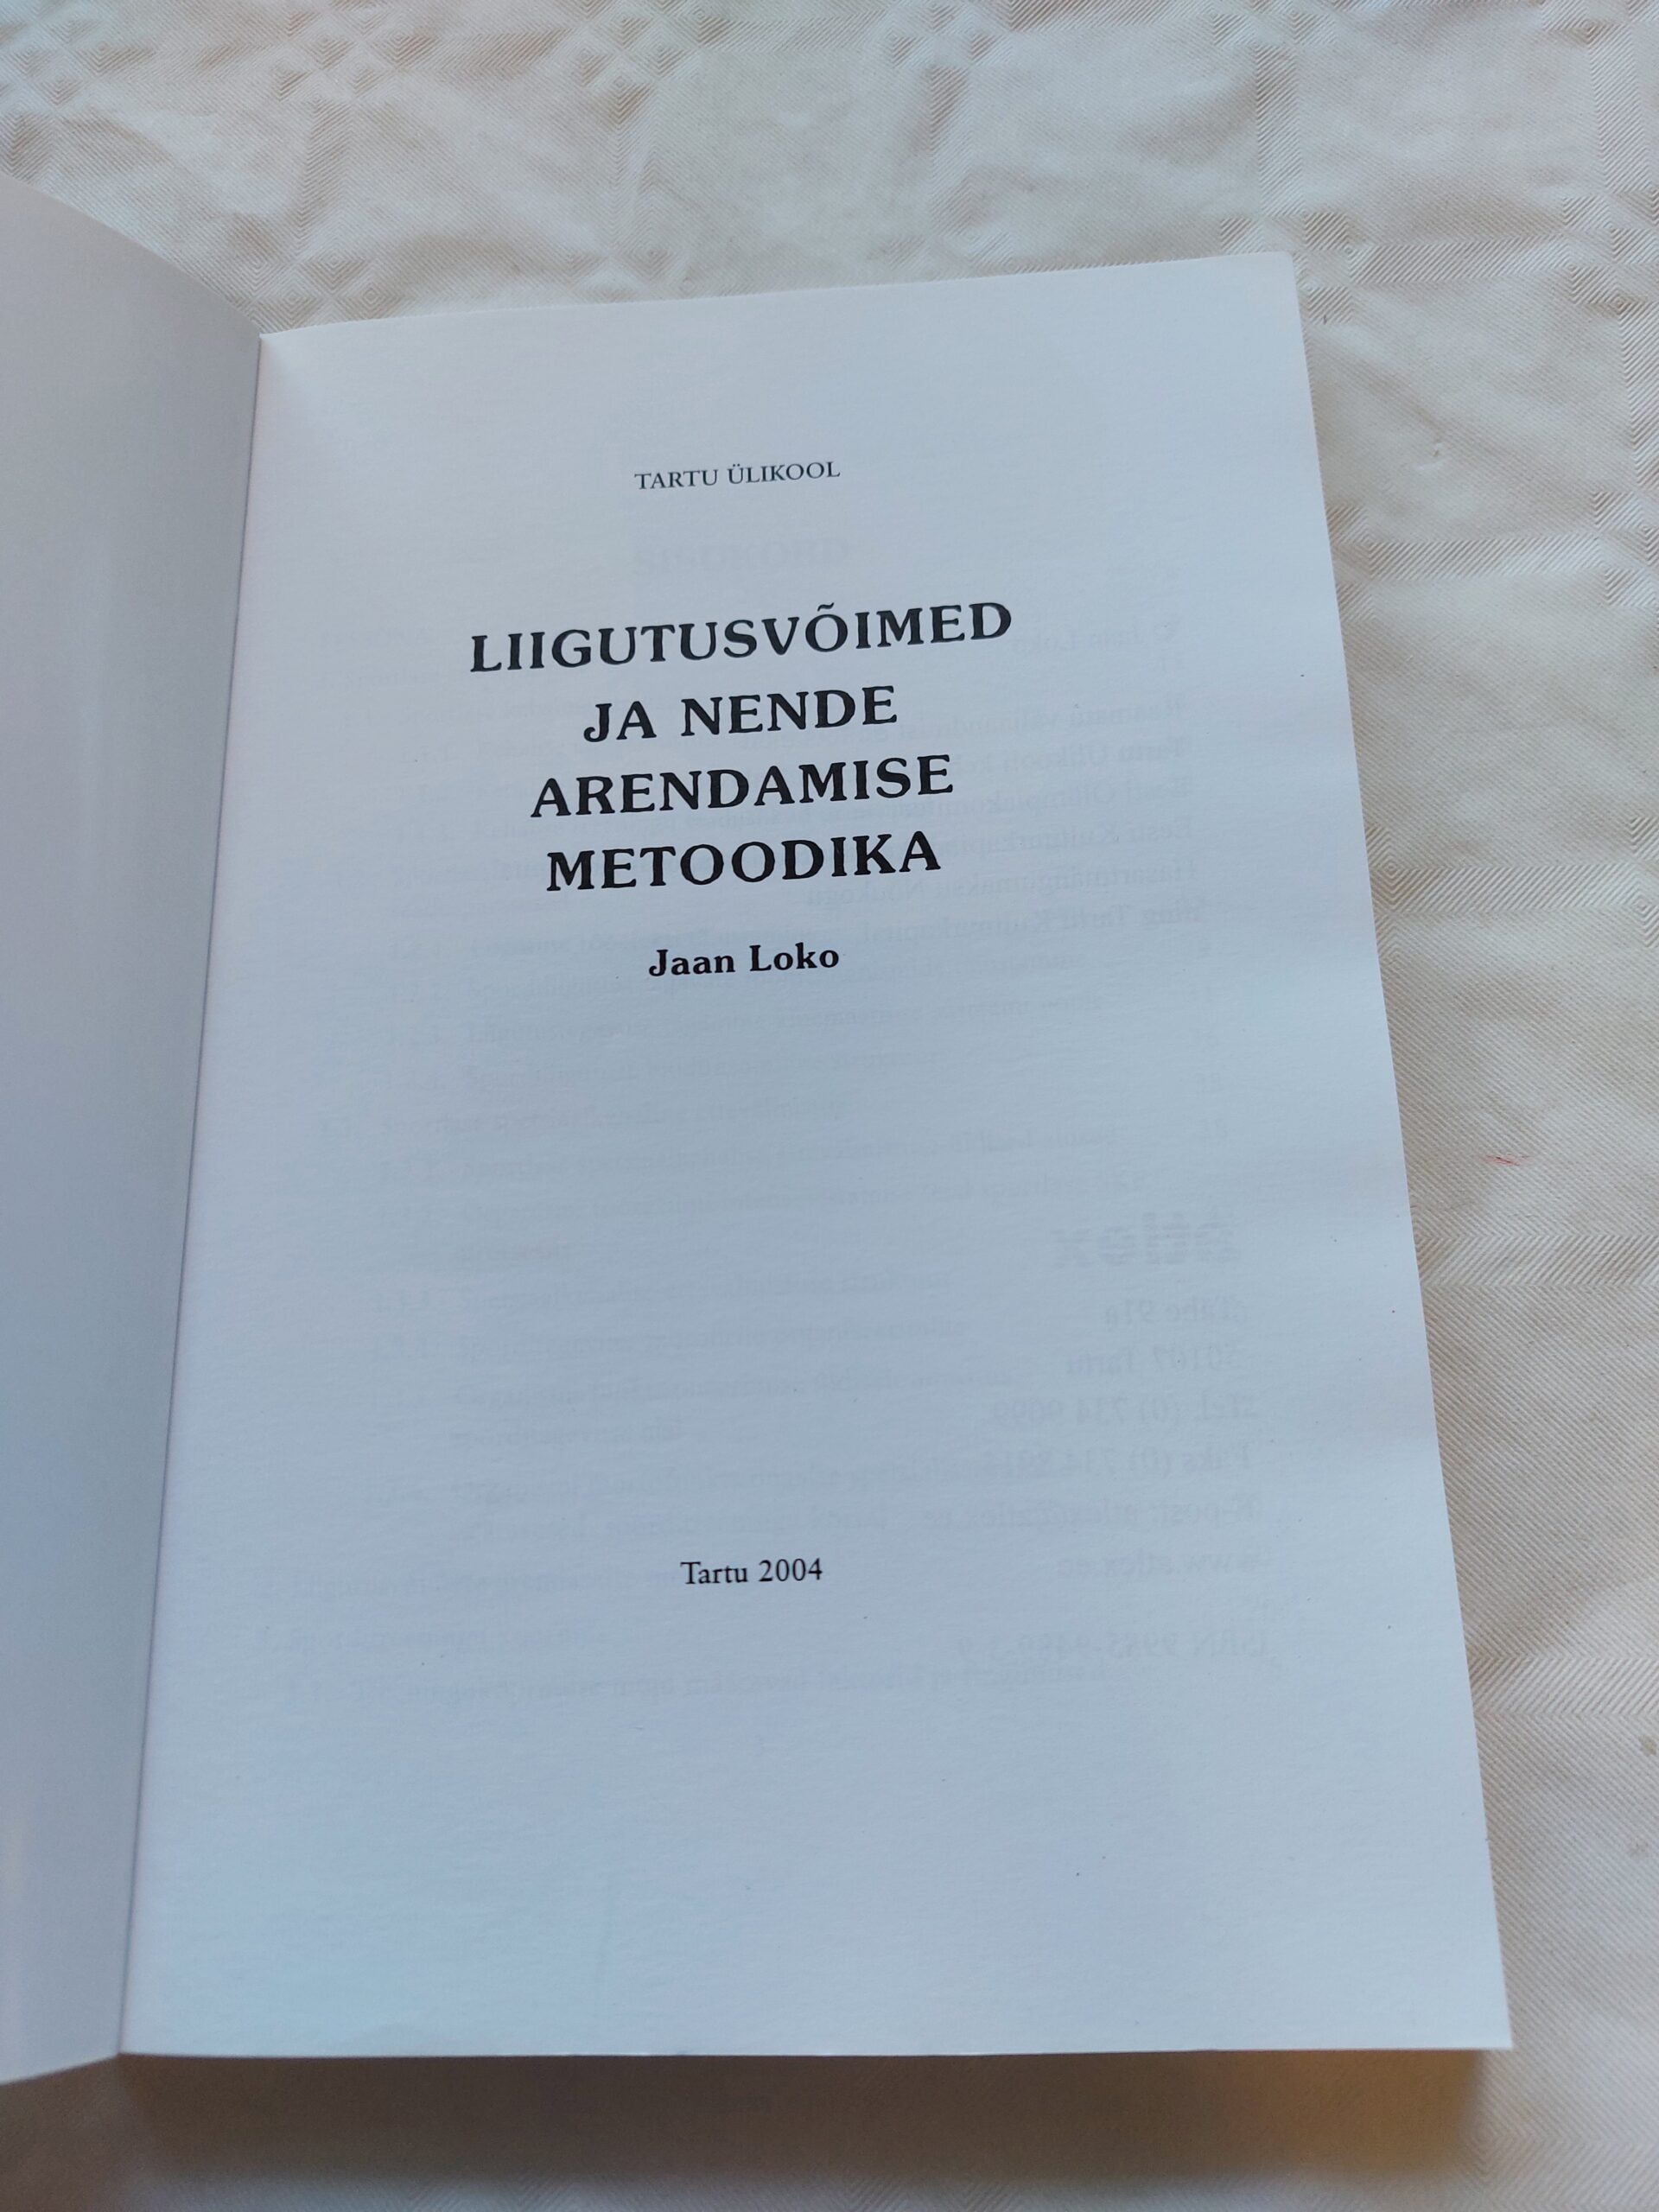 TARTU ÜLIKOOL
LIIGUTUSVÕIMED
JA NENDE
ARENDAMISE
METOODIKA
Jaan Loko
Tartu 2004